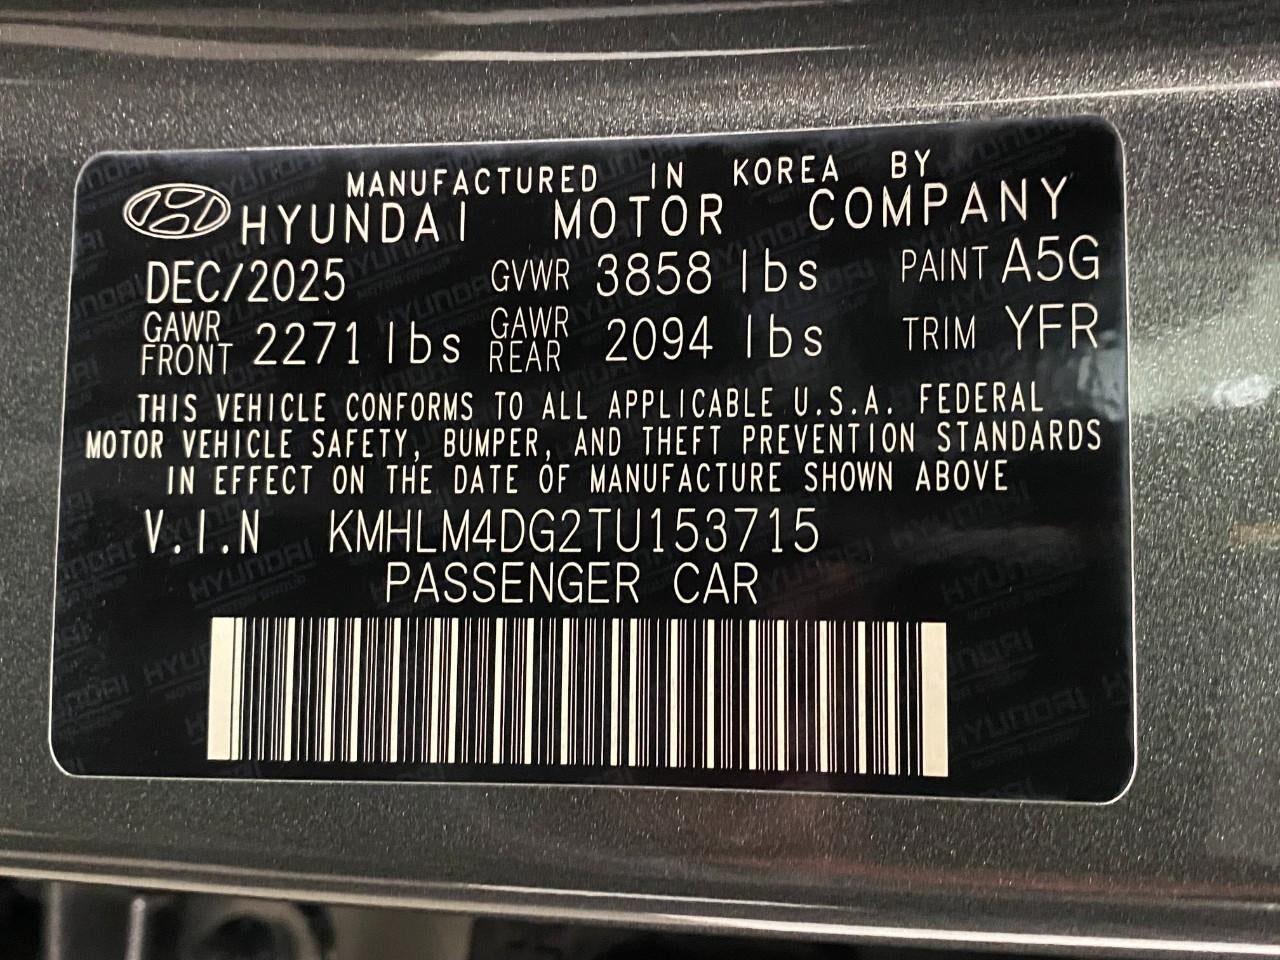 MANUFACTURED IN KOREA BY
HYUNDAI MOTOR COMPANY
DEC/2025 GVWR 3858 lbs PAINT A5G
GAWR FRONT 2271 lbs GAWR REAR 2094 lbs TRIM YFR
THIS VEHICLE CONFORMS TO ALL APPLICABLE U.S.A. FEDERAL
MOTOR VEHICLE SAFETY, BUMPER, AND THEFT PREVENTION STANDARDS
IN EFFECT ON THE DATE OF MANUFACTURE SHOWN ABOVE
V.I.N KMHLM4DG2TU153715
PASSENGER CAR